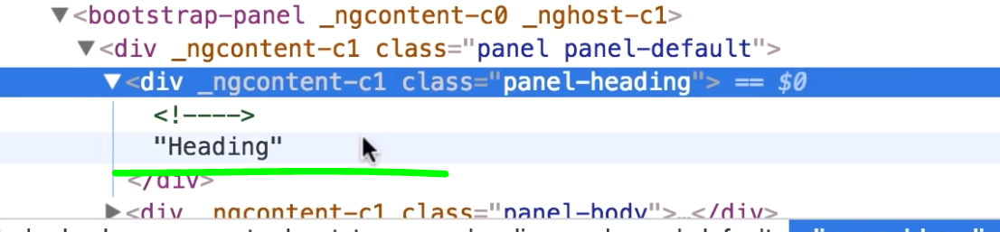 ▼<bootstrap-panel _ngcontent-c0 _nghost-c1>
▼<div _ngcontent-c1 class="panel panel-default">
▼<div _ngcontent-c1 class="panel-heading"> == $0
<!---->
"Heading"
</div>
▶<div _ngcontent-c1 class="panel-body">…</div>